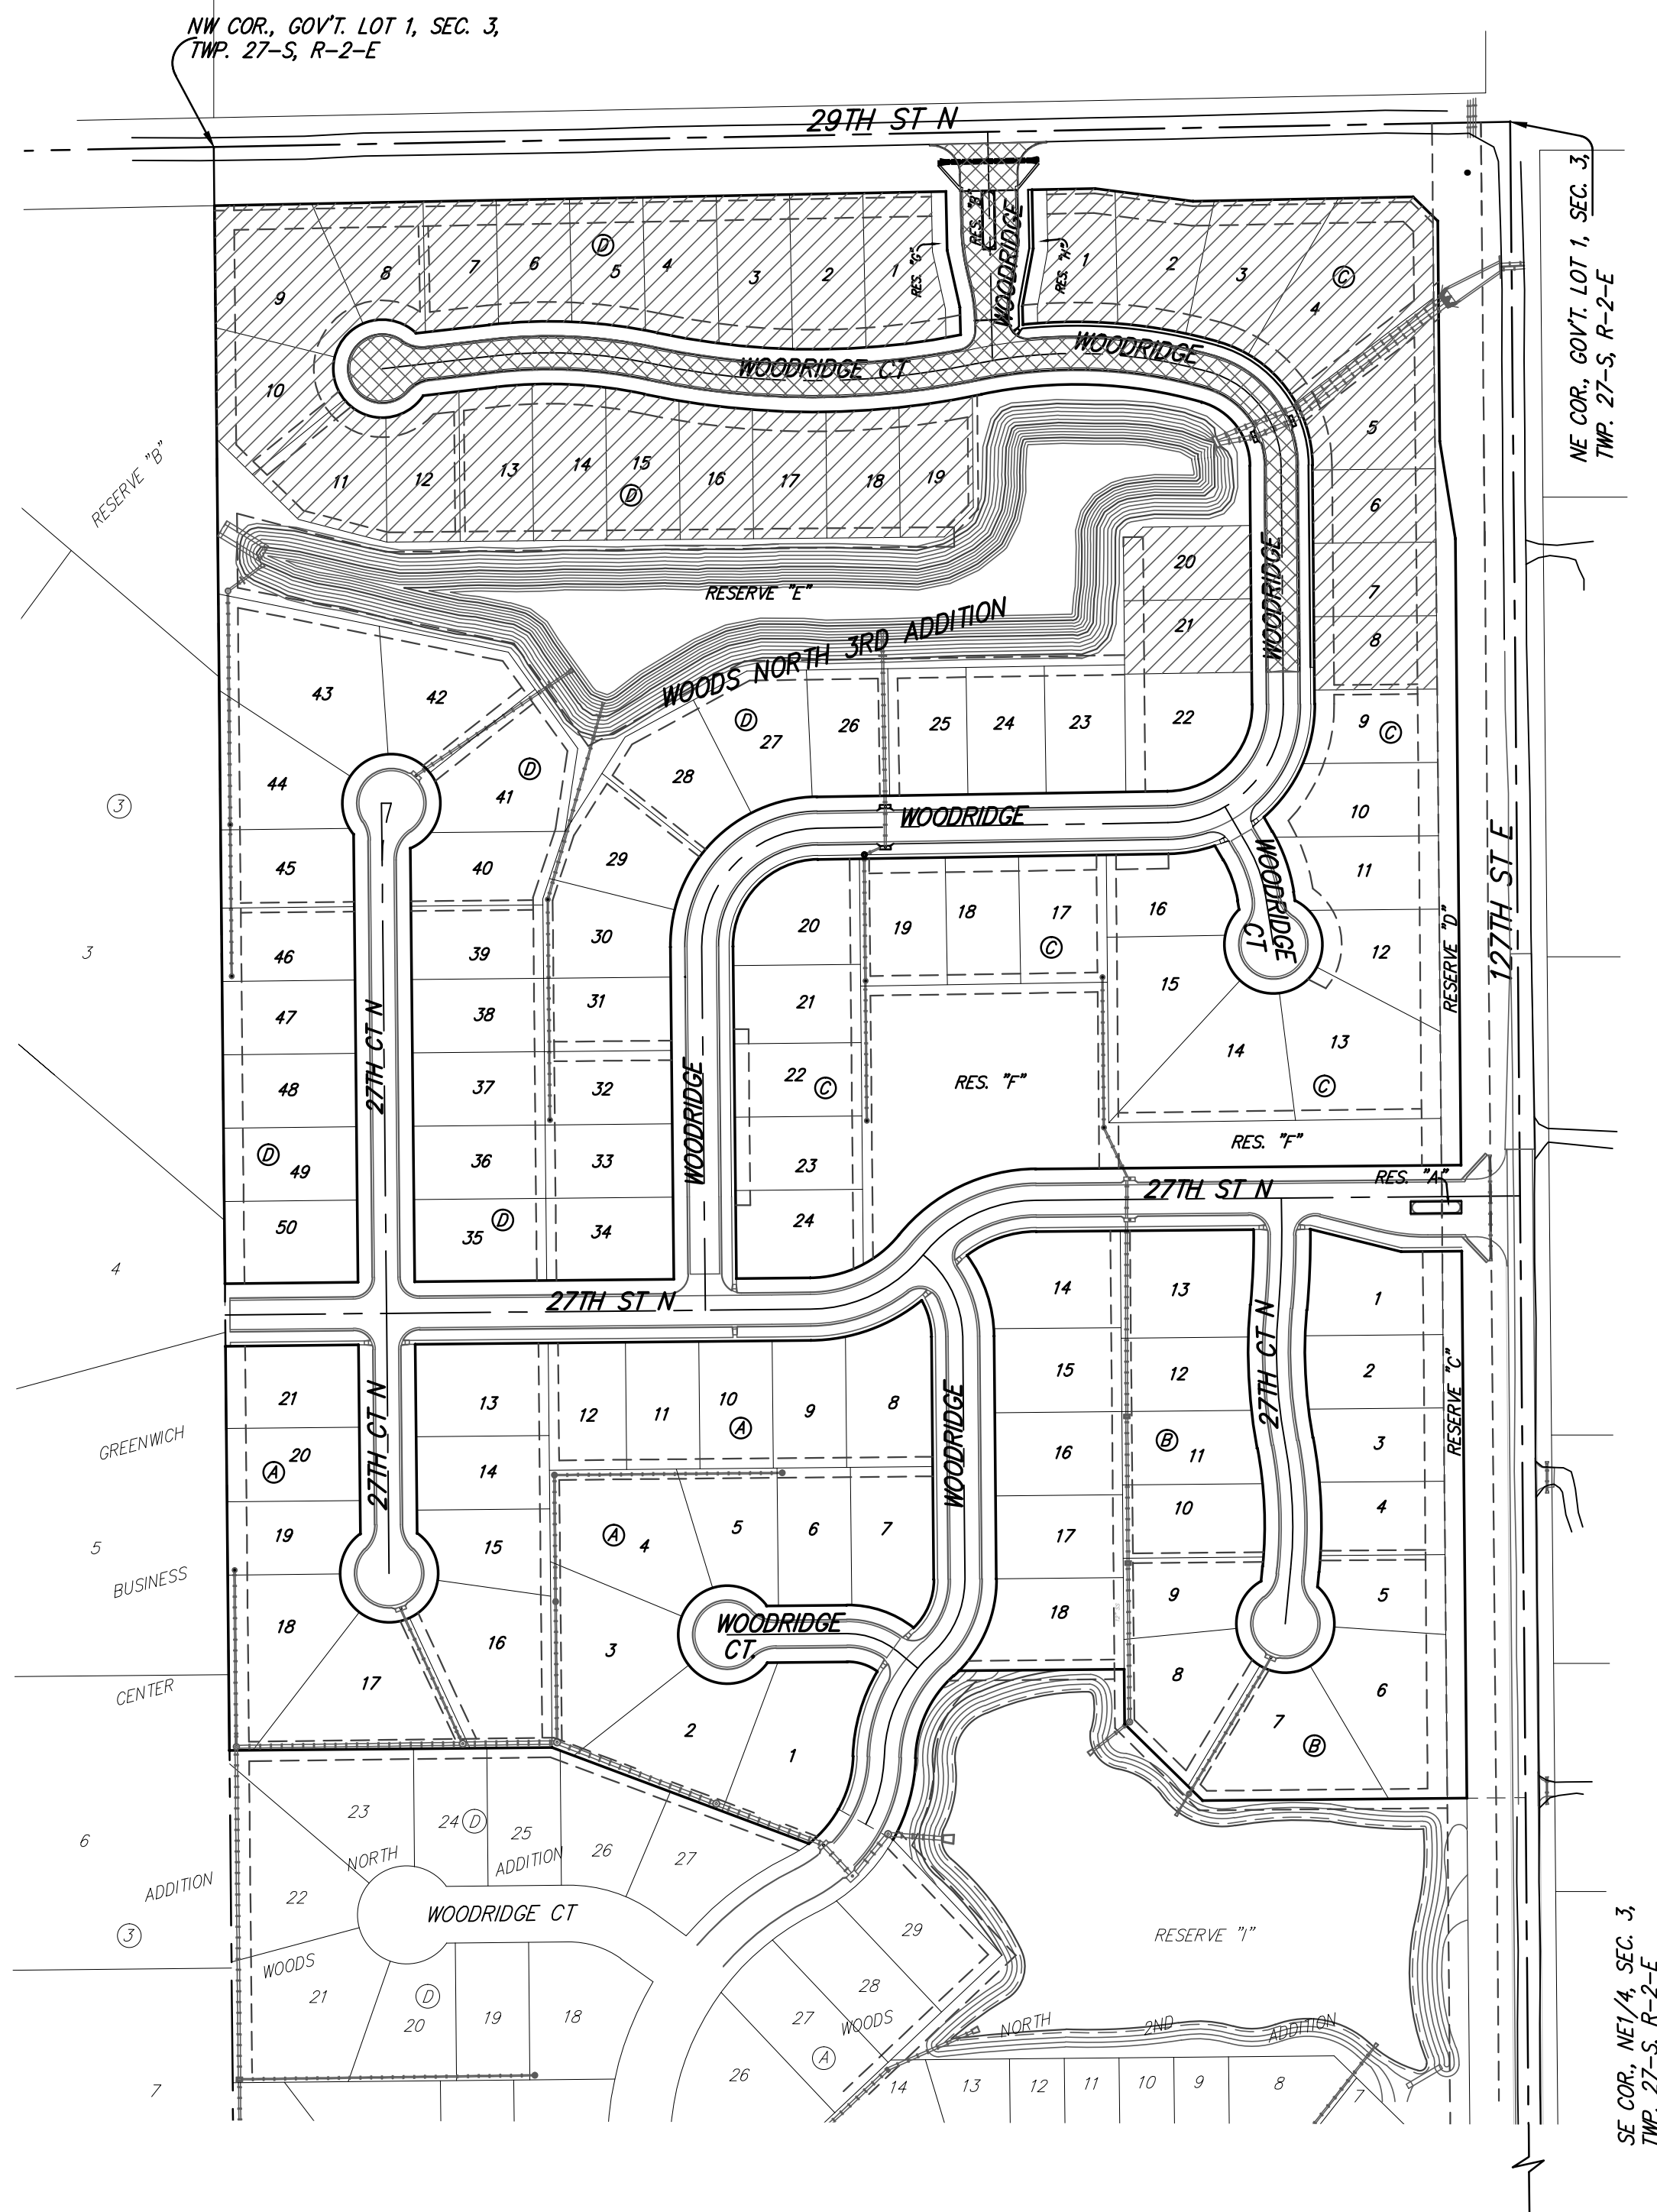 NW COR., GOV'T. LOT 1, SEC. 3,
TWP. 27-S, R-2-E
29TH ST N
NE COR., GOV'T. LOT 1, SEC. 3,
TWP. 27-S, R-2-E
RES. "G"
RES. "B"
WOODRIDGE
RES. "H"
9
8
7
6
D
5
4
3
2
1
1
2
3
C
4
WOODRIDGE CT
WOODRIDGE
10
11
12
13
14
15
D
16
17
18
19
5
6
7
8
20
21
WOODRIDGE
RESERVE "B"
RESERVE "E"
WOODS NORTH 3RD ADDITION
43
42
D
27
26
25
24
23
22
9
C
28
44
41
D
3
45
40
29
WOODRIDGE
WOODRIDGE
CT
10
11
12
46
39
30
20
19
18
17
C
16
15
14
13
C
3
47
38
31
21
48
37
32
22
C
RES. "F"
D
49
36
33
23
RES. "F"
50
35
D
34
24
27TH CT N
WOODRIDGE
RESERVE "D"
127TH ST E
4
27TH ST N
27TH ST N
RES. "A"
21
A
20
19
18
17
27TH CT N
13
14
15
16
12
11
10
A
9
8
A
4
5
6
7
3
2
1
WOODRIDGE
CT.
WOODRIDGE
14
15
16
17
18
13
12
B
11
10
9
8
7
B
27TH CT N
1
2
3
4
5
6
RESERVE "C"
GREENWICH
5
BUSINESS
CENTER
6
ADDITION
3
7
23
24
D
25
26
27
NORTH
ADDITION
22
WOODRIDGE CT
WOODS
21
D
20
19
18
29
28
27
WOODS
A
26
RESERVE "I"
NORTH
2ND
ADDITION
14
13
12
11
10
9
8
7
SE COR., NE1/4, SEC. 3,
TWP. 27-S, R-2-E